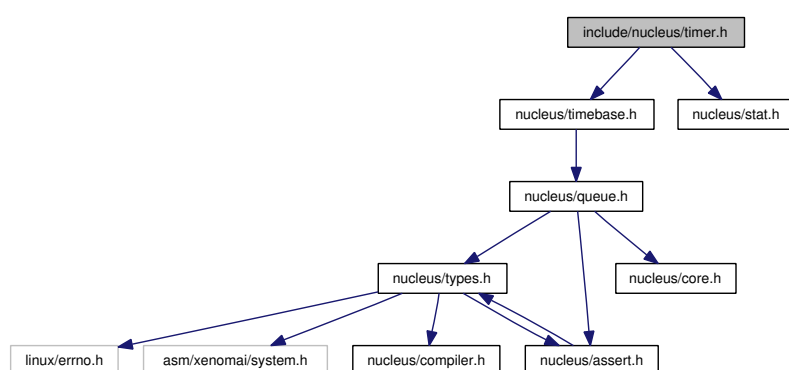 include/nucleus/timer.h
nucleus/timebase.h
nucleus/stat.h
nucleus/queue.h
nucleus/types.h
nucleus/core.h
linux/errno.h
asm/xenomai/system.h
nucleus/compiler.h
nucleus/assert.h